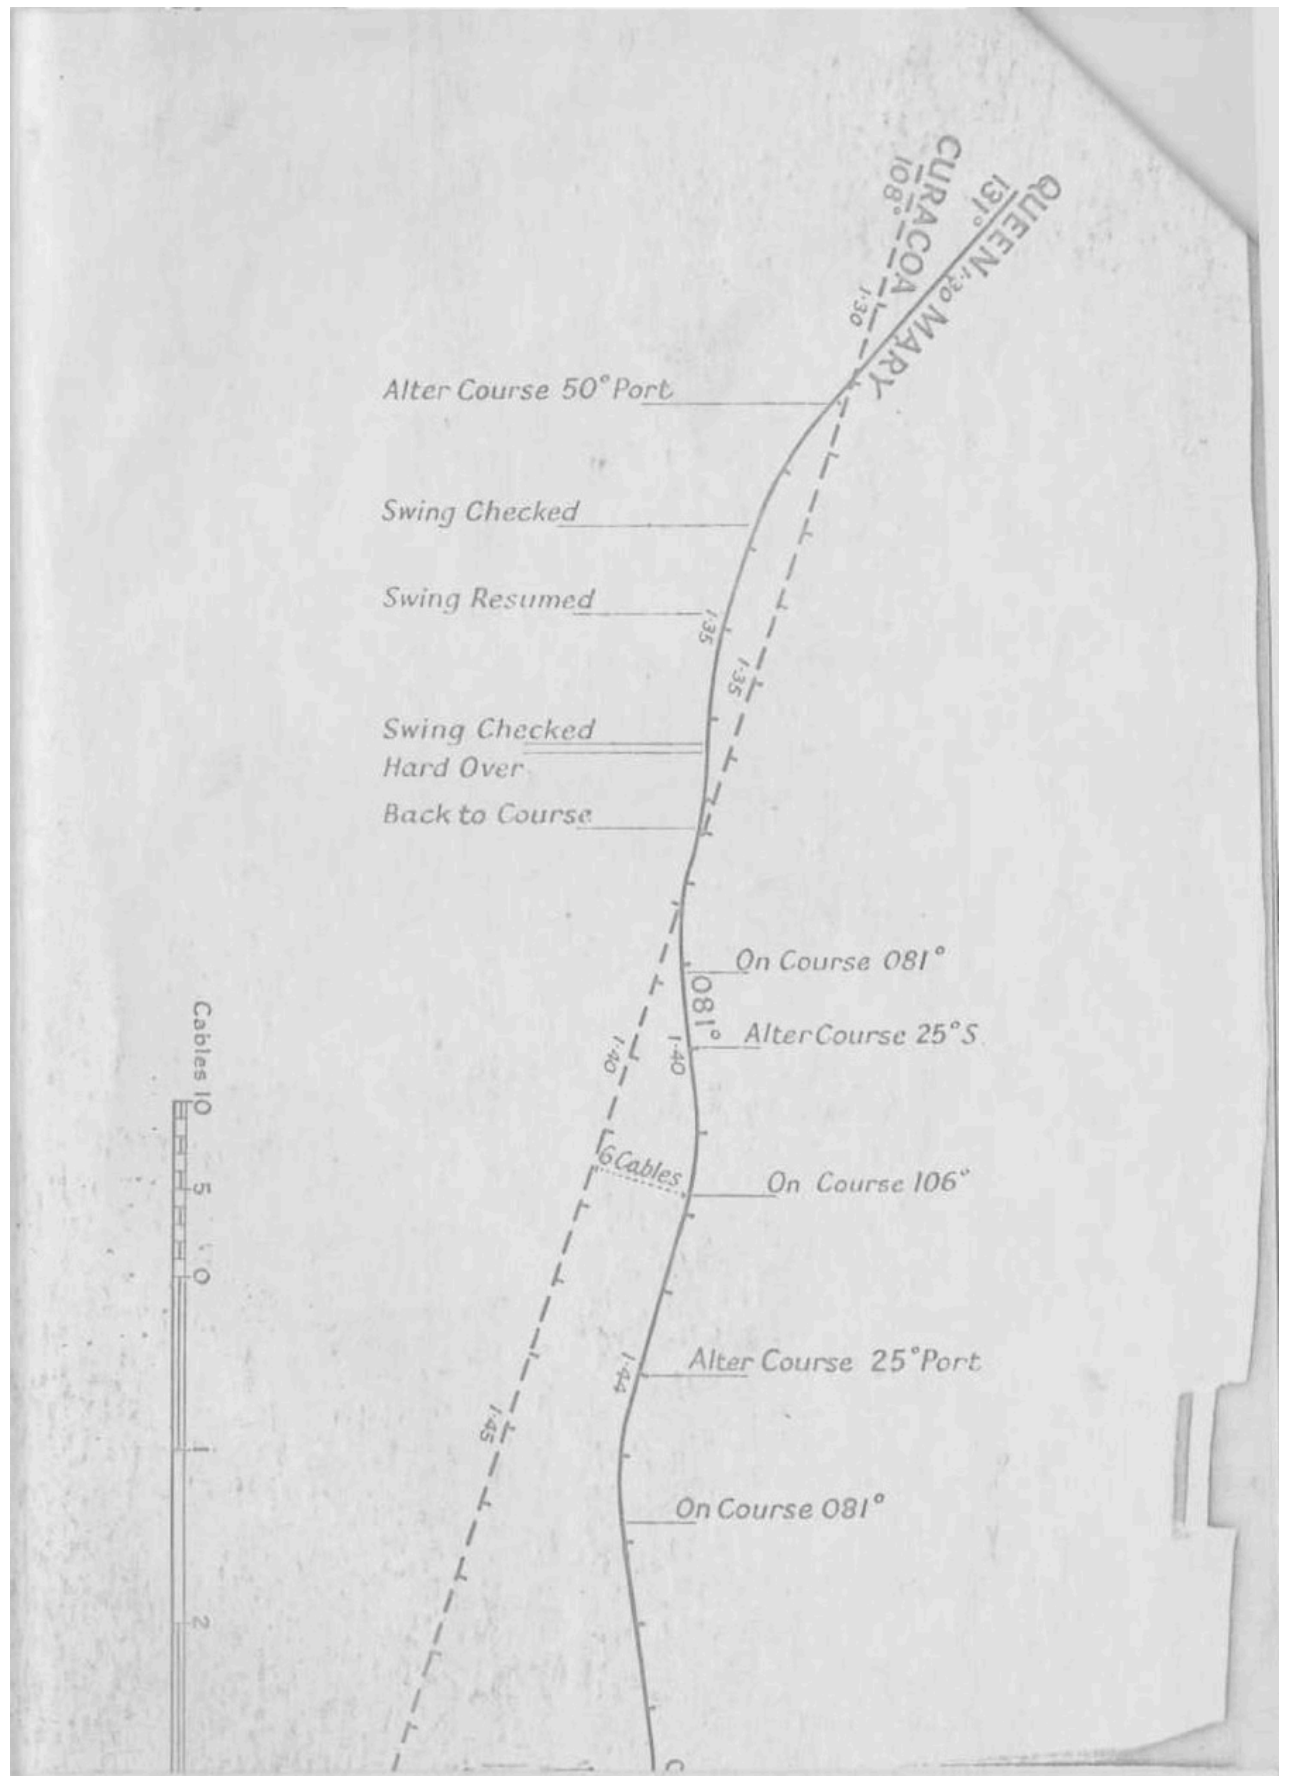 CURACOA
108°
QUEEN MARY
131°
1·30
1·30
Alter Course 50° Port
Swing Checked
Swing Resumed
1·35
1·35
Swing Checked
Hard Over
Back to Course
On Course 081°
081°
Alter Course 25° S
1·40
1·40
6 Cables
On Course 106°
Alter Course 25° Port
1·44
1·45
On Course 081°
Cables 10
5
0
1
2